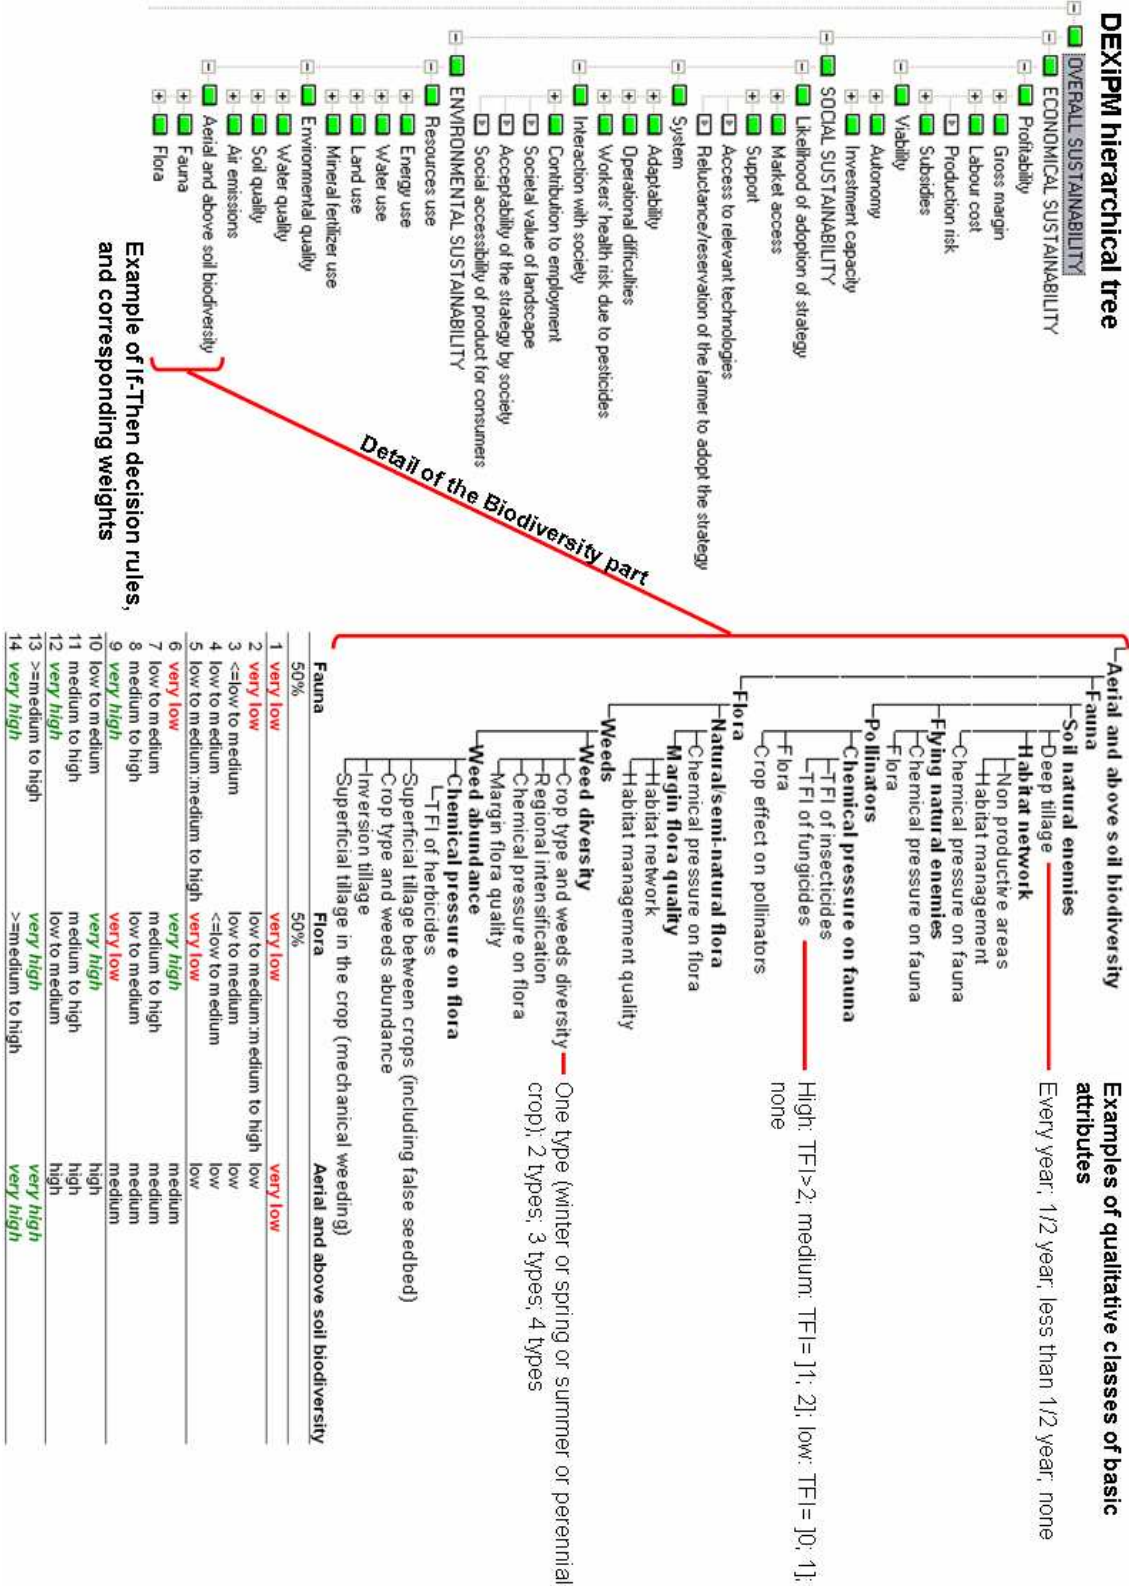 DEXiPM hierarchical tree
OVERALL SUSTAINABILITY
ECONOMICAL SUSTAINABILITY
Profitability
Gross margin
Labour cost
Production risk
Subsidies
Viability
Autonomy
Investment capacity
SOCIAL SUSTAINABILITY
Likelihood of adoption of strategy
Market access
Support
Access to relevant technologies
Reluctance/reservation of the farmer to adopt the strategy
System
Adaptability
Operational difficulties
Workers' health risk due to pesticides
Interaction with society
Contribution to employment
Societal value of landscape
Acceptability of the strategy by society
Social accessibility of product for consumers
ENVIRONMENTAL SUSTAINABILITY
Resources use
Energy use
Water use
Land use
Mineral fertilizer use
Environmental quality
Water quality
Soil quality
Air emissions
Aerial and above soil biodiversity
Fauna
Flora
Detail of the Biodiversity part
Aerial and above soil biodiversity
Fauna
Soil natural enemies
Deep tillage
Habitat network
Non productive areas
Habitat management
Chemical pressure on fauna
Flying natural enemies
Chemical pressure on fauna
Flora
Pollinators
Chemical pressure on fauna
TFI of insecticides
TFI of fungicides
Flora
Crop effect on pollinators
Flora
Natural/semi-natural flora
Chemical pressure on flora
Margin flora quality
Habitat network
Habitat management quality
Weeds
Weed diversity
Crop type and weeds diversity
Regional intensification
Chemical pressure on flora
Margin flora quality
Weed abundance
Chemical pressure on flora
TFI of herbicides
Superficial tillage between crops (including false seedbed)
Crop type and weeds abundance
Inversion tillage
Superficial tillage in the crop (mechanical weeding)
Examples of qualitative classes of basic
attributes
Every year; 1/2 year; less than 1/2 year; none
High: TFI>2; medium: TFI= ]1; 2]; low: TFI= ]0; 1];
none
One type (winter or spring or summer or perennial
crop); 2 types; 3 types; 4 types
Example of If-Then decision rules,
and corresponding weights
Fauna Flora Aerial and above soil biodiversity
50% 50%
1 very low very low very low
2 very low low to medium:medium to high low
3 <=low to medium low to medium low
4 low to medium <=low to medium low
5 low to medium:medium to high very low low
6 very low very high medium
7 low to medium medium to high medium
8 medium to high low to medium medium
9 very high very low medium
10 low to medium very high high
11 medium to high medium to high high
12 very high low to medium high
13 >=medium to high very high very high
14 very high >=medium to high very high